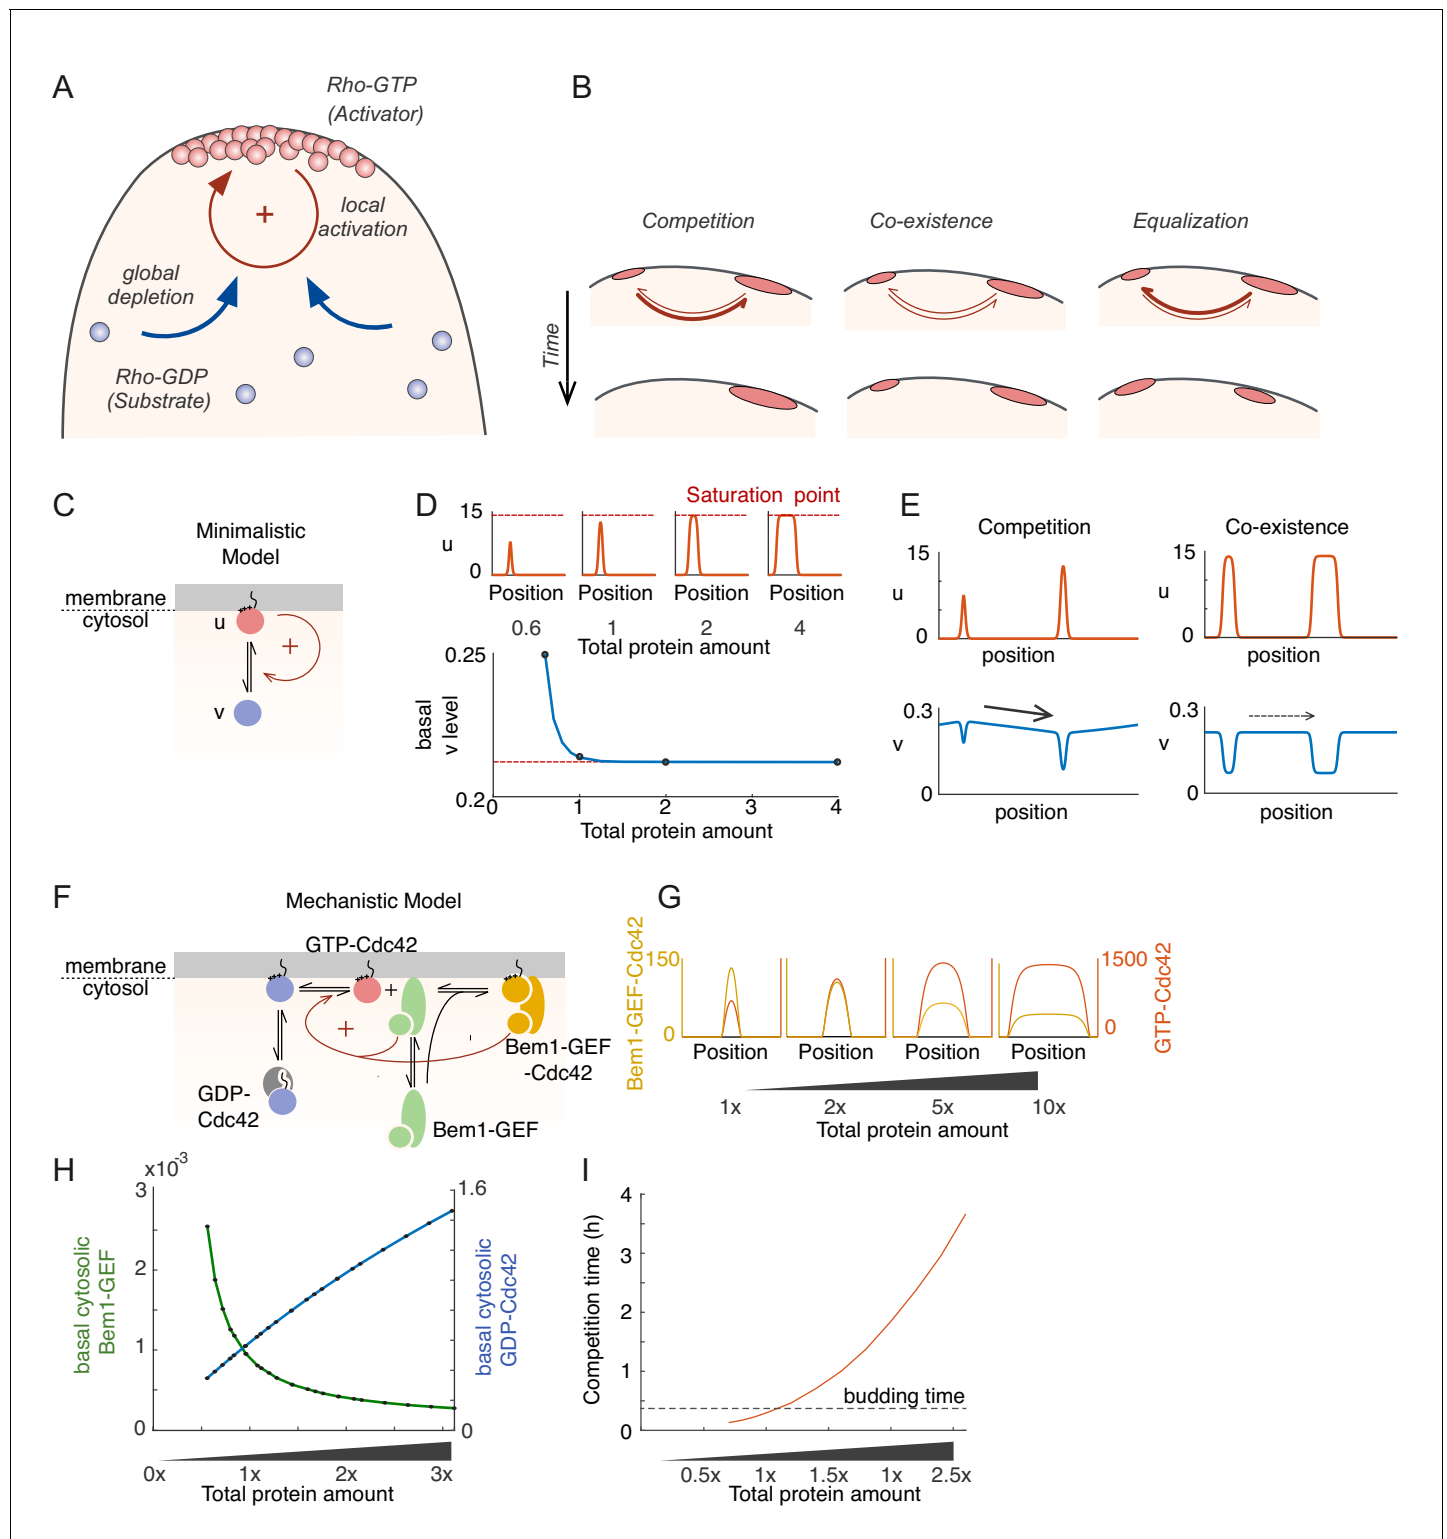 A
Rho-GTP
(Activator)
+
local
activation
global
depletion
Rho-GDP
(Substrate)
B
Competition
Co-existence
Equalization
Time
C
Minimalistic
Model
membrane
cytosol
u
+
v
D
Saturation point
15
u
0
Position
Position
Position
Position
0.6
1
2
4
Total protein amount
0.25
basal
v level
0.2
0
1
2
3
4
Total protein amount
E
Competition
Co-existence
15
u
0
position
15
u
0
position
0.3
v
0
position
0.3
v
0
position
F
Mechanistic Model
GTP-Cdc42
membrane
cytosol
+
+
Bem1-GEF
-Cdc42
GDP-
Cdc42
Bem1-GEF
G
Bem1-GEF-Cdc42
150
0
1500
0
GTP-Cdc42
Position
Position
Position
Position
1x
2x
5x
10x
Total protein amount
H
x10-3
3
2
1
0
basal cytosolic
Bem1-GEF
1.6
0
basal cytosolic
GDP-Cdc42
0x
1x
2x
3x
Total protein amount
I
Competition time (h)
4
3
2
1
0
budding time
0.5x
1x
1.5x
1x
2.5x
Total protein amount